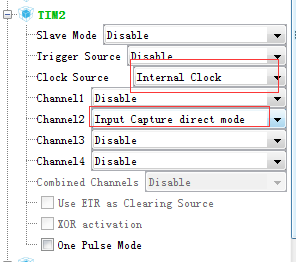 TIM2
Slave Mode Disable
Trigger Source Disable
Clock Source Internal Clock
Channel1 Disable
Channel2 Input Capture direct mode
Channel3 Disable
Channel4 Disable
Combined Channels Disable
Use ETR as Clearing Source
XOR activation
One Pulse Mode